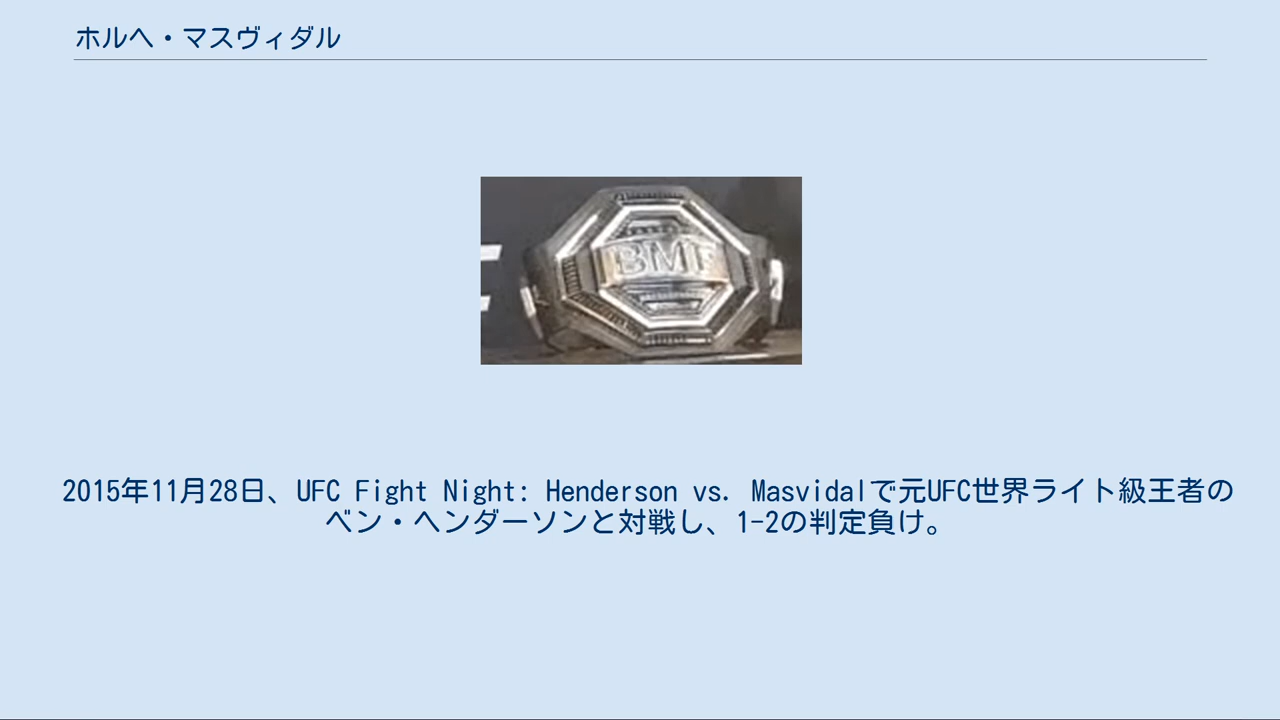 ホルヘ・マスヴィダル
BMF
2015年11月28日、UFC Fight Night: Henderson vs. Masvidalで元UFC世界ライト級王者の
ベン・ヘンダーソンと対戦し、1-2の判定負け。